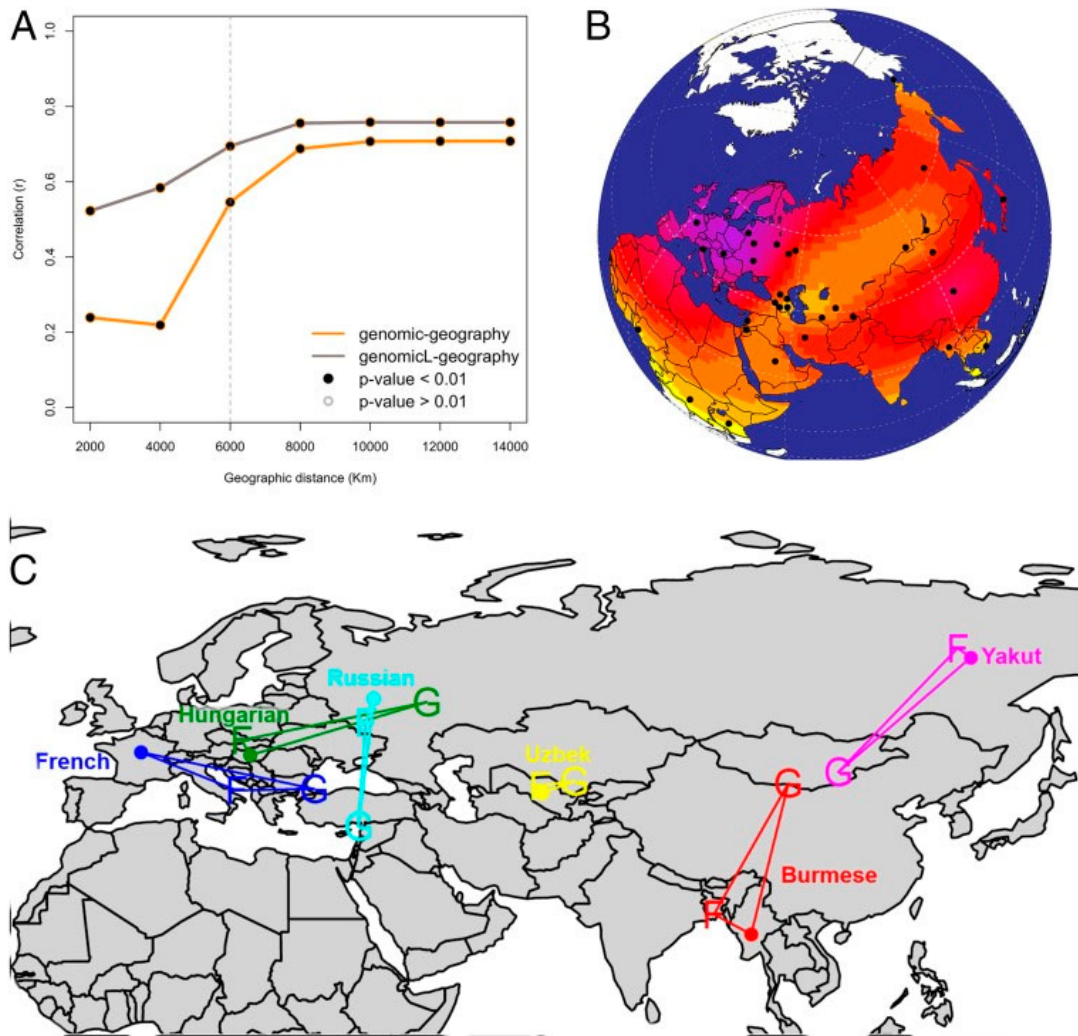 A
B
1.0
0.8
0.6
0.4
0.2
0.0
Correlation (r)
genomic-geography
genomicL-geography
p-value < 0.01
p-value > 0.01
2000 4000 6000 8000 10000 12000 14000
Geographic distance (Km)
C
F
Yakut
Russian
G
Hungarian
F
F
French
Uzbek
G
F
G
F
G
G
G
G
Burmese
F